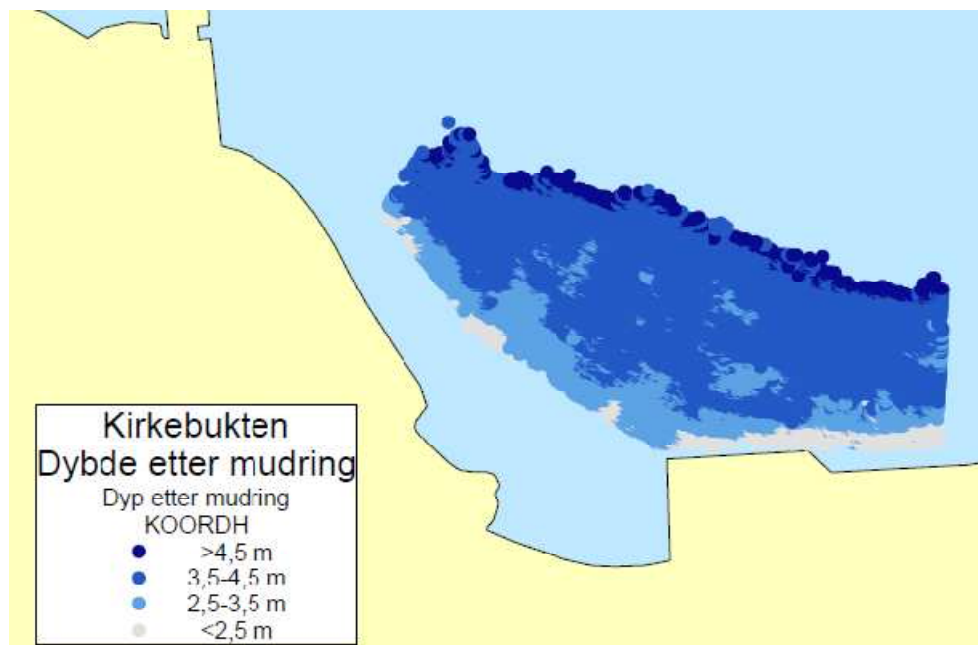 Kirkebukten
Dybde etter mudring
Dyp etter mudring
KOORDH
>4,5 m
3,5-4,5 m
2,5-3,5 m
<2,5 m